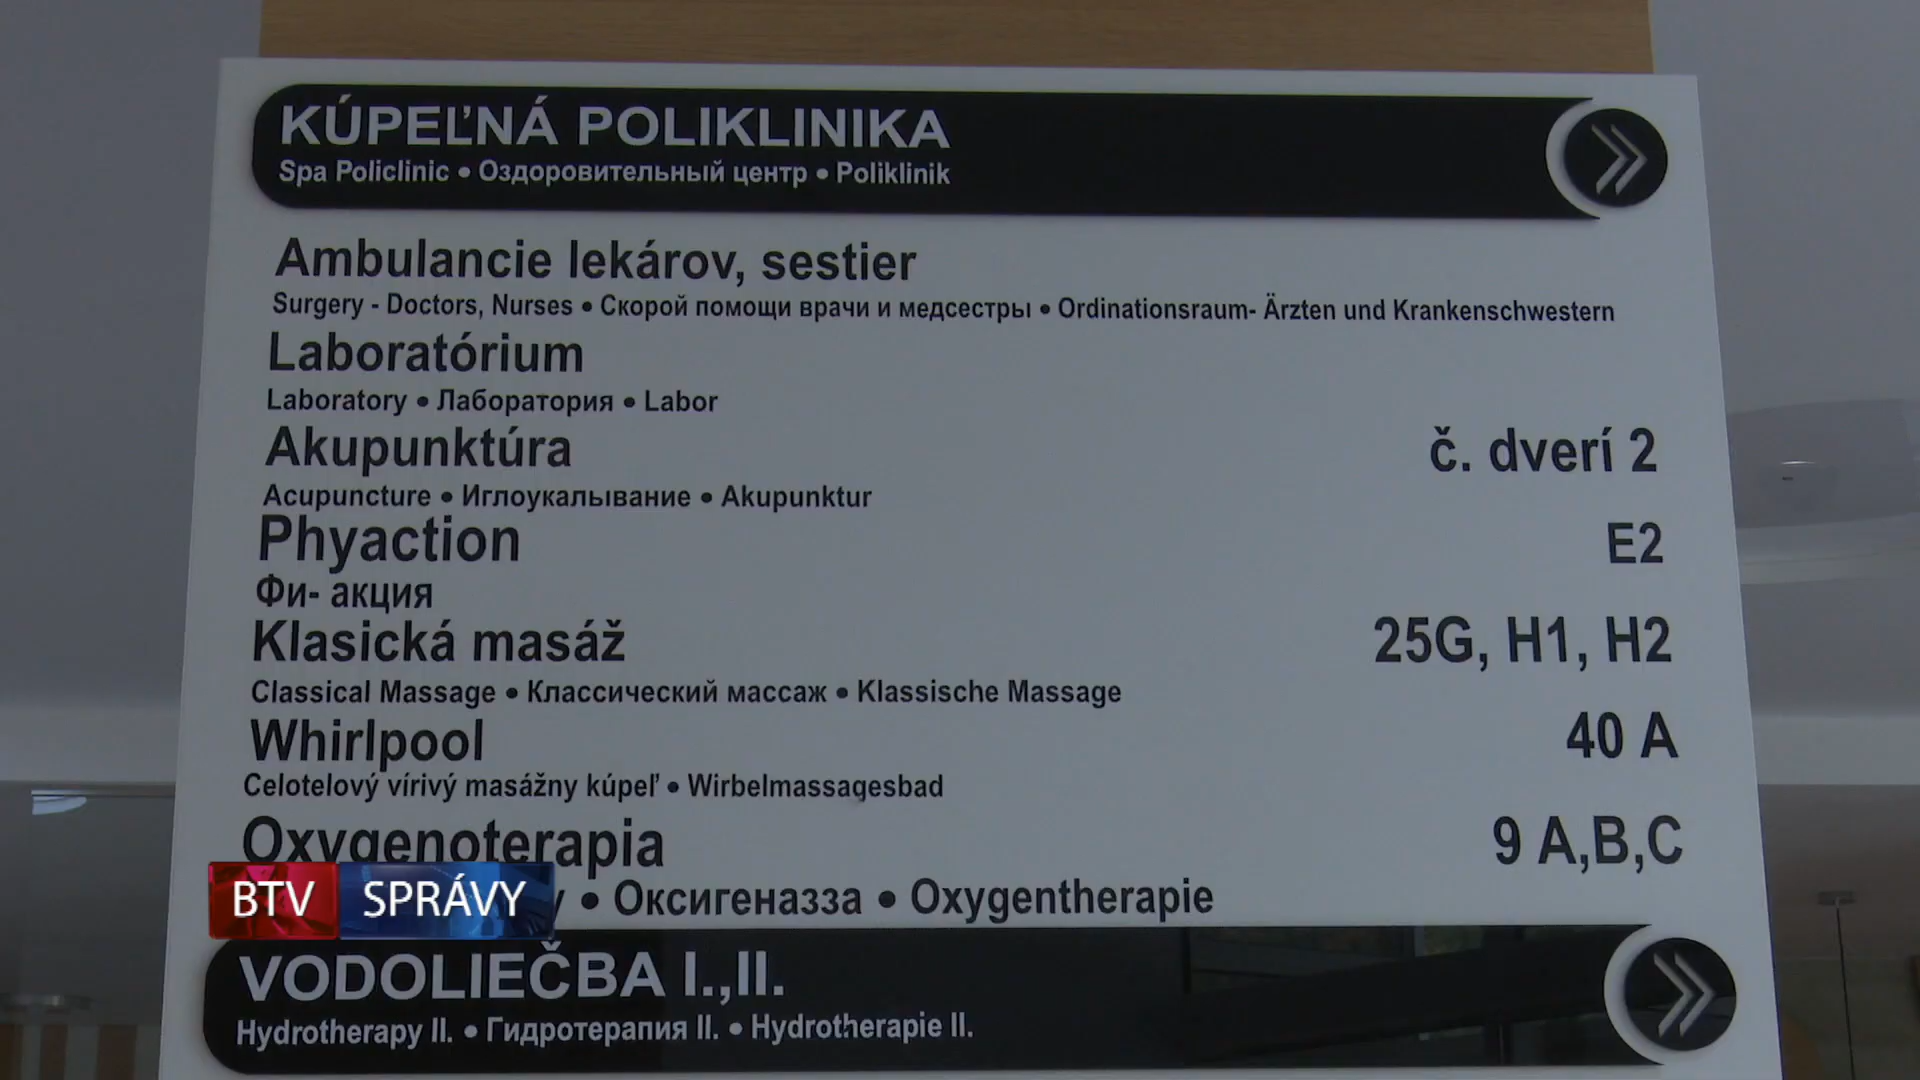 KÚPEĽNÁ POLIKLINIKA
Spa Policlinic • Оздоровительный центр • Poliklinik
Ambulancie lekárov, sestier
Surgery - Doctors, Nurses • Скорой помощи врачи и медсестры • Ordinationsraum- Ärzten und Krankenschwestern
Laboratórium
Laboratory • Лаборатория • Labor
Akupunktúra č. dverí 2
Acupuncture • Иглоукалывание • Akupunktur
Phyaction E2
Фи- акция
Klasická masáž 25G, H1, H2
Classical Massage • Классический массаж • Klassische Massage
Whirlpool 40 A
Celotelový vírivý masážny kúpeľ • Wirbelmassagesbad
Oxygenoterapia 9 A,B,C
• Оксигеназза • Oxygentherapie
BTV SPRÁVY
VODOLIEČBA I.,II.
Hydrotherapy II. • Гидротерапия II. • Hydrotherapie II.